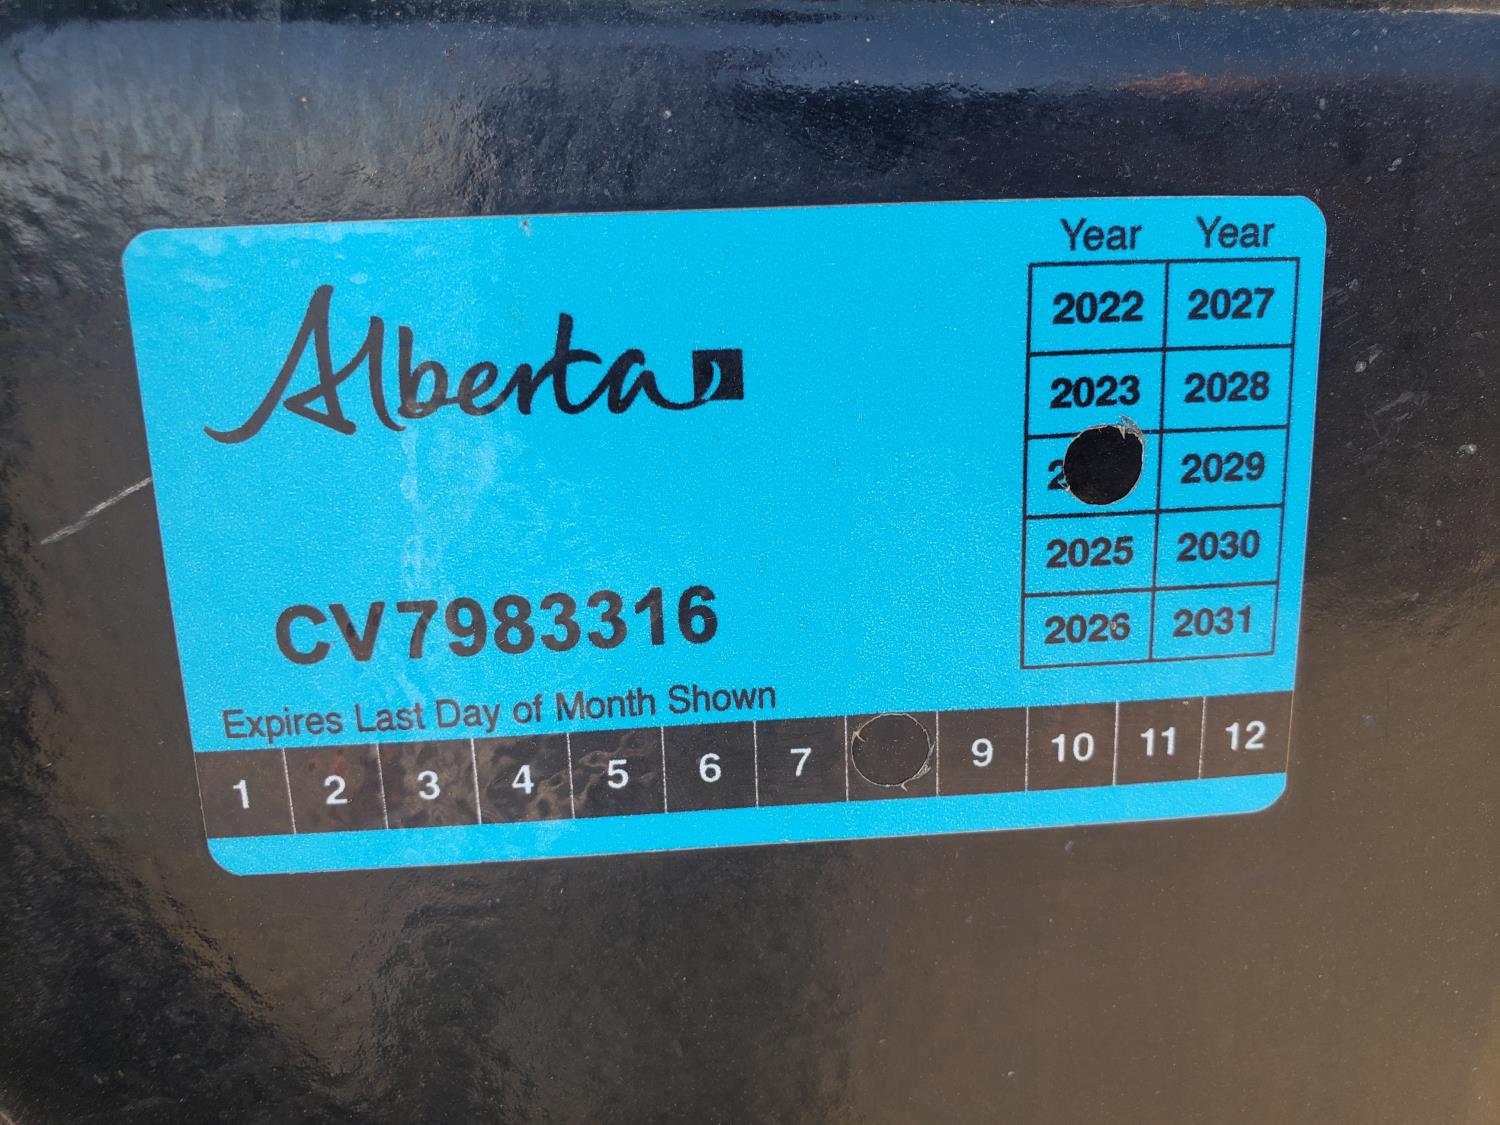 Alberta
Year Year
2022 2027
2023 2028
2029
2025 2030
2026 2031
CV7983316
Expires Last Day of Month Shown
1 2 3 4 5 6 7 9 10 11 12